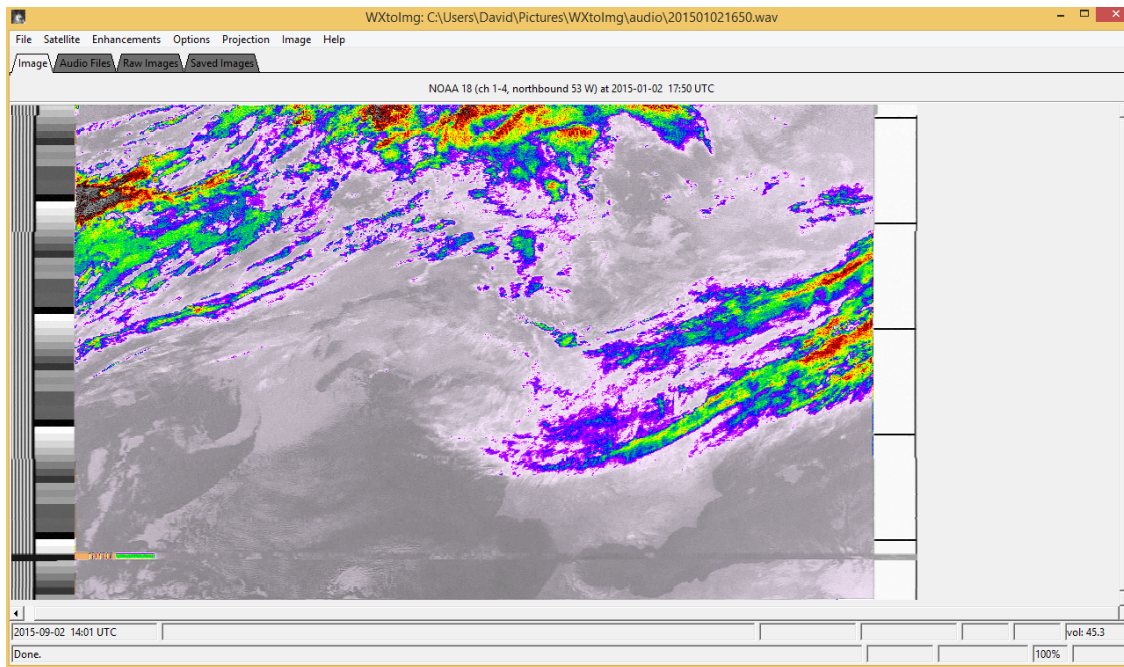 WXtoImg: C:\Users\David\Pictures\WXtoImg\audio\201501021650.wav
File Satellite Enhancements Options Projection Image Help
Image Audio Files Raw Images Saved Images
NOAA 18 (ch 1-4, northbound 53 W) at 2015-01-02 17:50 UTC
2015-09-02 14:01 UTC vol: 45.3
Done. 100%